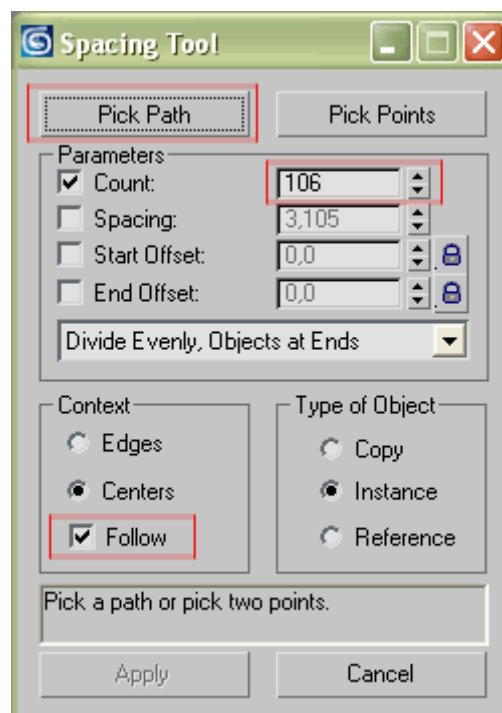 Spacing Tool
Pick Path Pick Points
Parameters
Count: 106
Spacing: 3,105
Start Offset: 0,0
End Offset: 0,0
Divide Evenly, Objects at Ends
Context Type of Object
Edges Copy
Centers Instance
Follow Reference
Pick a path or pick two points.
Apply Cancel